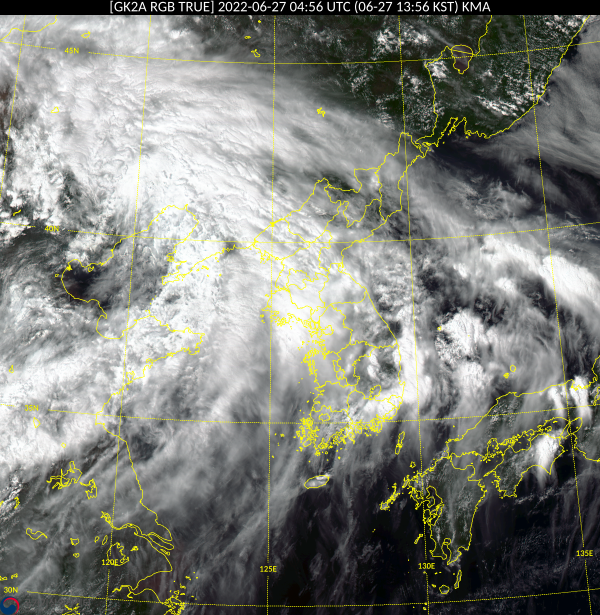 [GK2A RGB TRUE] 2022-06-27 04:56 UTC (06-27 13:56 KST) KMA
45N
40N
35N
120E
125E
130E
135E
30N